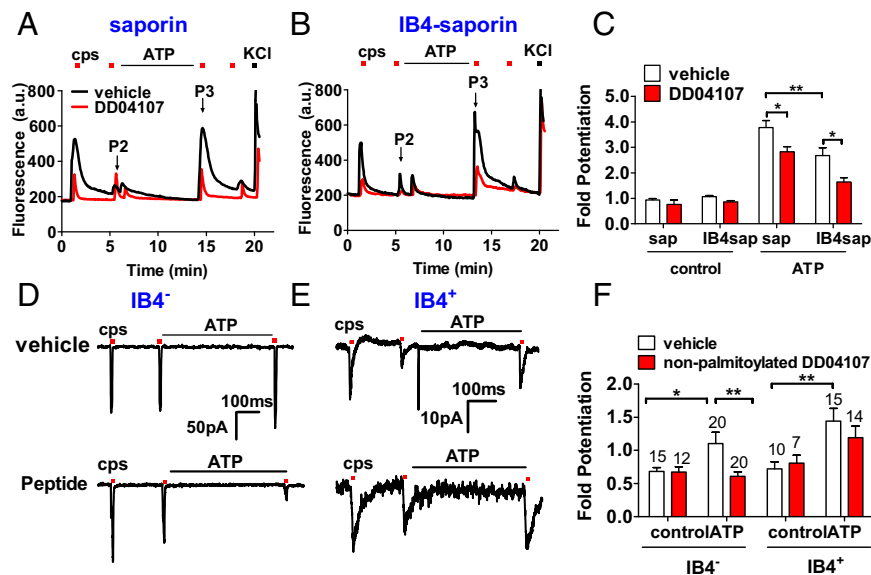 A
saporin
cps
ATP
KCl
Fluorescence (a.u.)
800
600
400
200
0
vehicle
DD04107
P2
P3
0
5
10
15
20
Time (min)
B
IB4-saporin
cps
ATP
KCl
Fluorescence (a.u.)
800
600
400
200
0
P2
P3
0
5
10
15
20
Time (min)
C
vehicle
DD04107
Fold Potentiation
5.0
4.0
3.0
2.0
1.0
0.0
*
**
*
sap
IB4sap
sap
IB4sap
control
ATP
D
IB4-
vehicle
cps
ATP
100ms
50pA
Peptide
cps
ATP
E
IB4+
cps
ATP
100ms
10pA
cps
ATP
F
vehicle
non-palmitoylated DD04107
Fold Potentiation
2.0
1.5
1.0
0.5
0.0
*
**
**
15
12
20
20
10
7
15
14
controlATP
controlATP
IB4-
IB4+